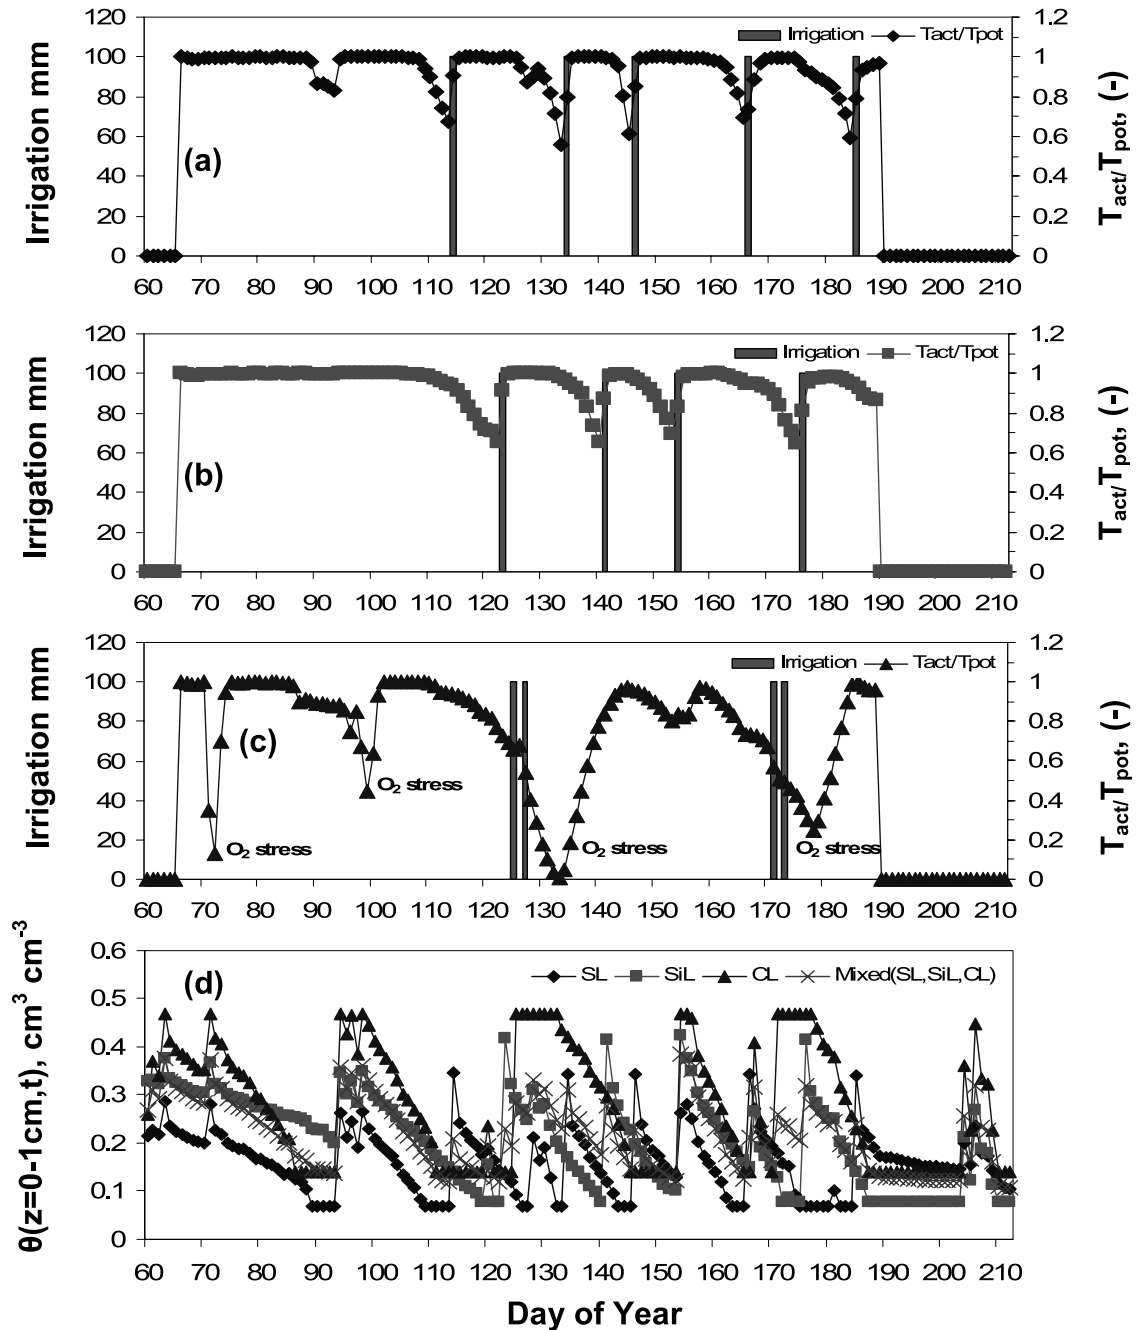 120 1.2
Irrigation Tact/Tpot
100 1
80 0.8
60 0.6
40 0.4
20 0.2
0 0
(a)
Irrigation mm
Tact/Tpot, (-)
60 70 80 90 100 110 120 130 140 150 160 170 180 190 200 210
120 1.2
Irrigation Tact/Tpot
100 1
80 0.8
60 0.6
40 0.4
20 0.2
0 0
(b)
Irrigation mm
Tact/Tpot, (-)
60 70 80 90 100 110 120 130 140 150 160 170 180 190 200 210
120 1.2
Irrigation Tact/Tpot
100 1
80 0.8
60 0.6
40 0.4
20 0.2
0 0
(c)
O2 stress
O2 stress
O2 stress
O2 stress
Irrigation mm
Tact/Tpot, (-)
60 70 80 90 100 110 120 130 140 150 160 170 180 190 200 210
(d)
SL SiL CL Mixed(SL,SiL,CL)
0.6
0.5
0.4
0.3
0.2
0.1
0
θ(z=0-1cm,t), cm³ cm⁻³
60 70 80 90 100 110 120 130 140 150 160 170 180 190 200 210
Day of Year